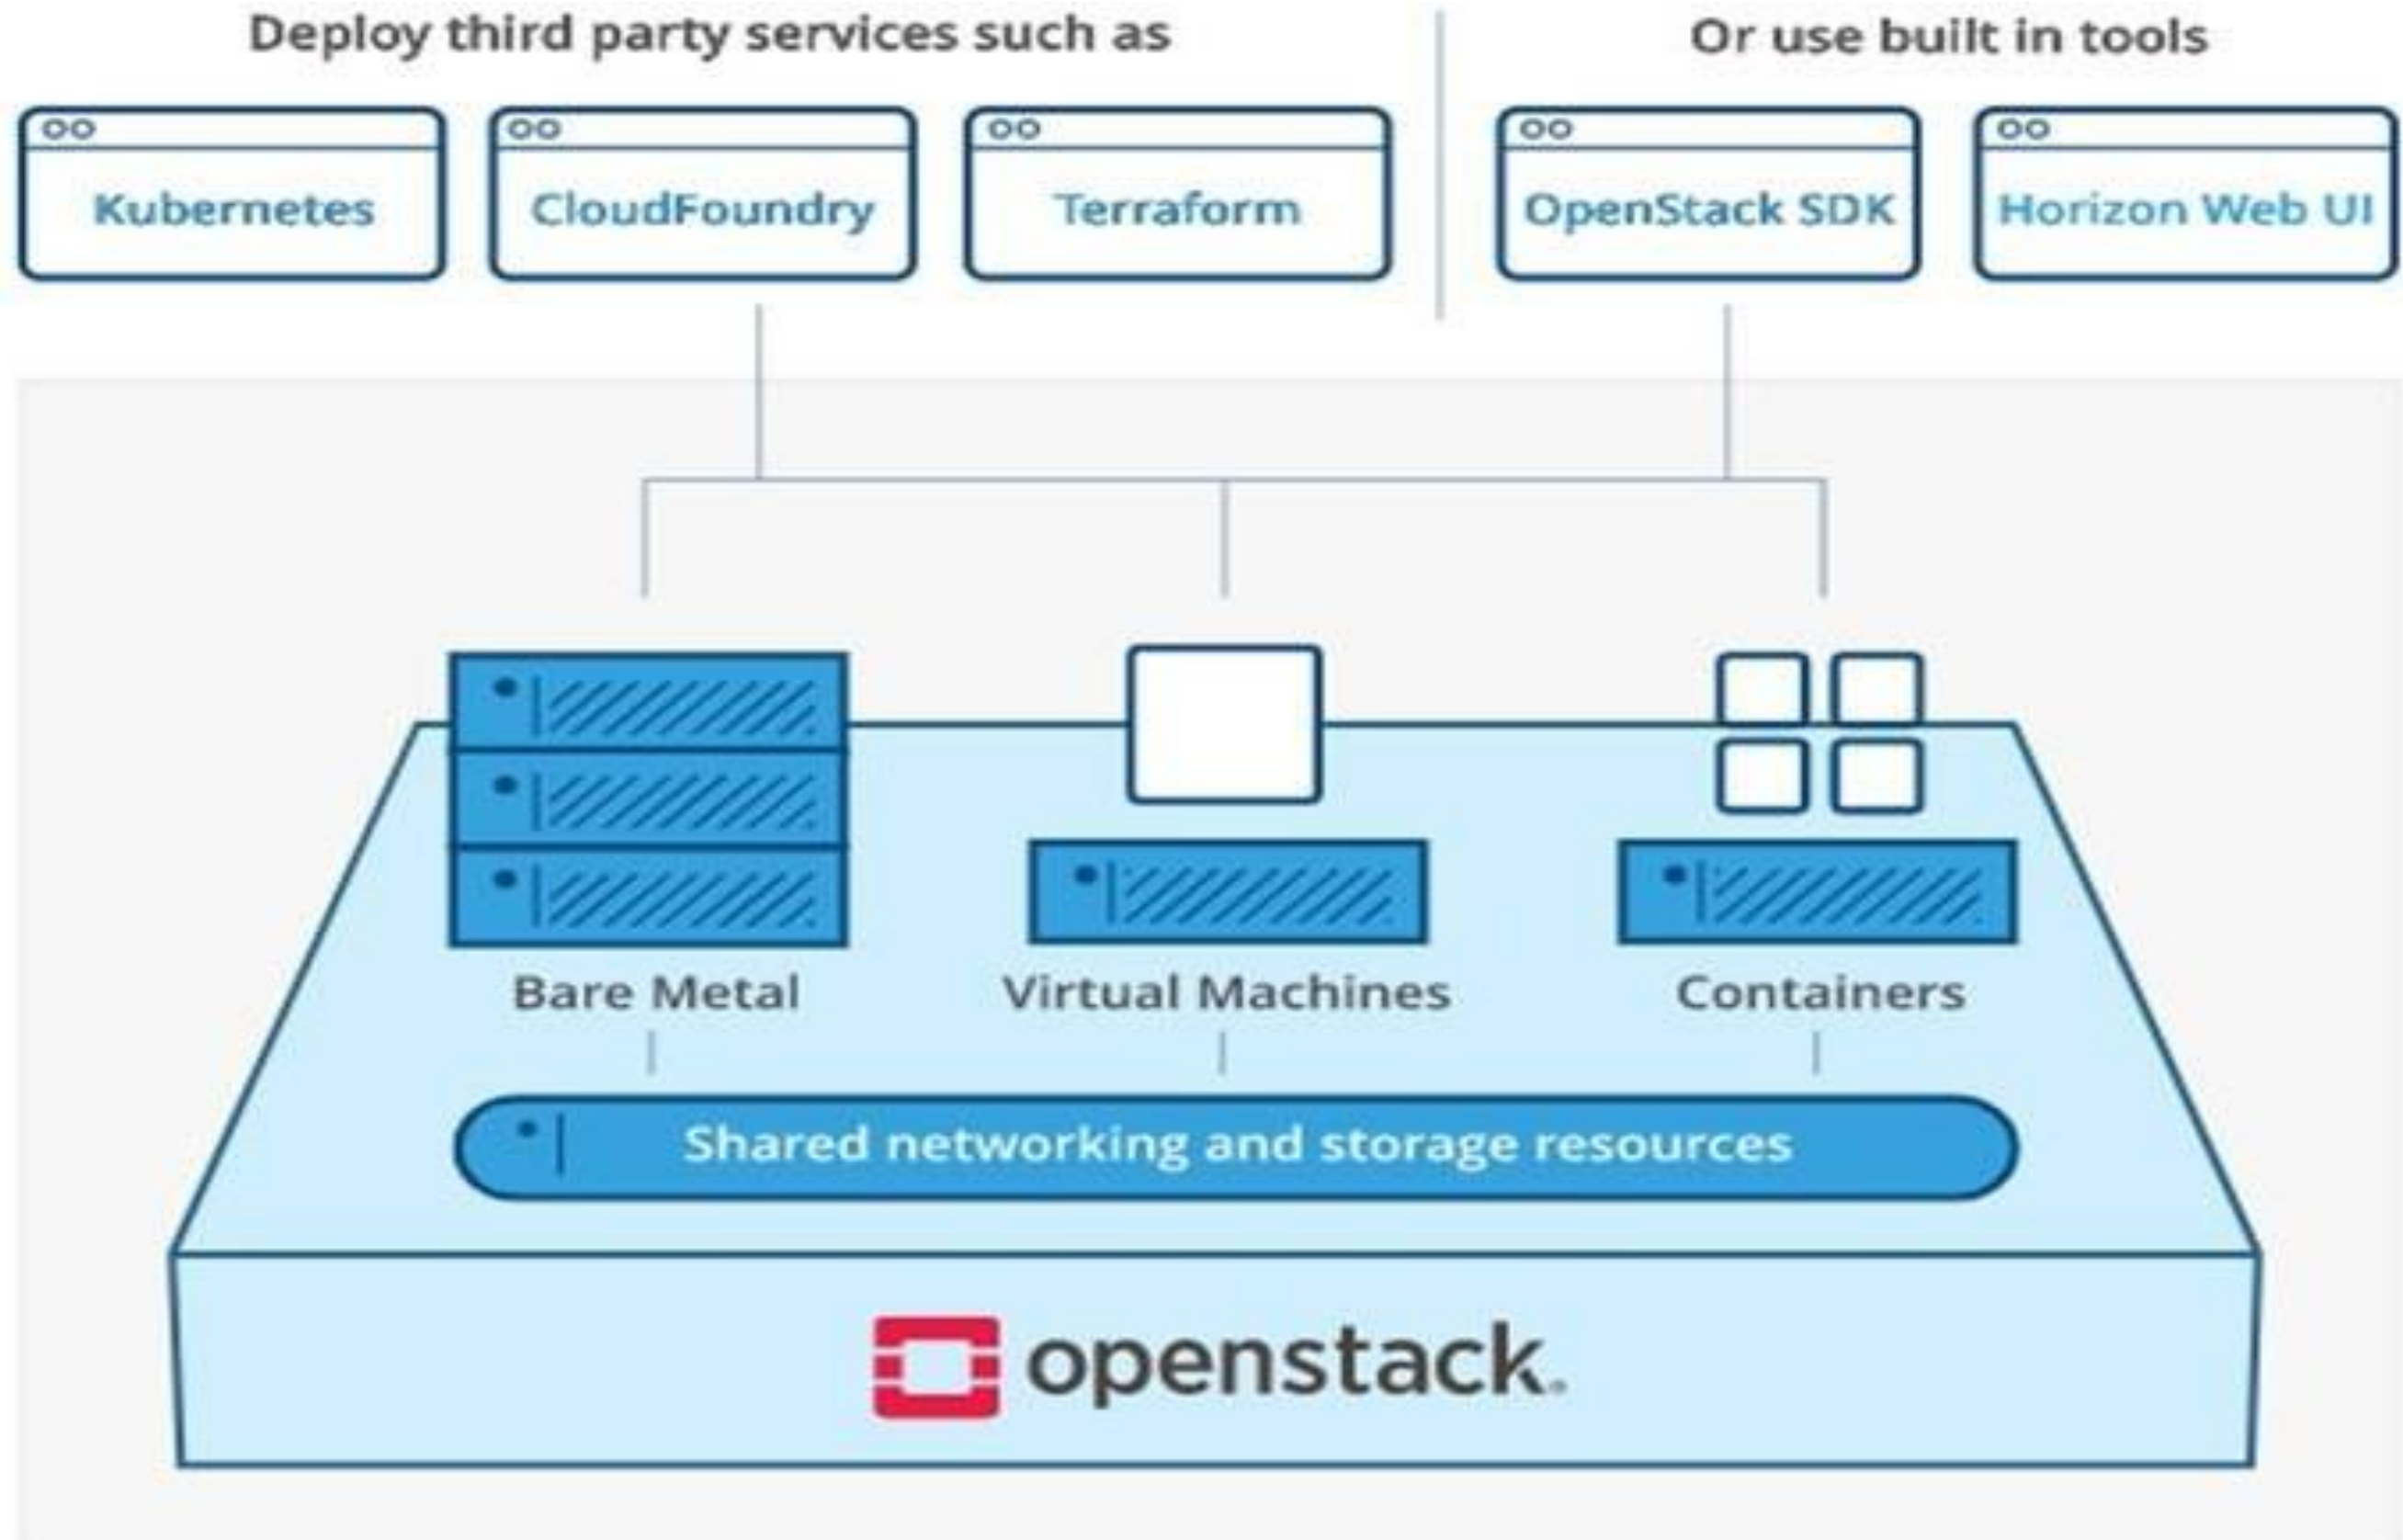 Deploy third party services such as
Or use built in tools
Kubernetes
CloudFoundry
Terraform
OpenStack SDK
Horizon Web UI
Bare Metal
Virtual Machines
Containers
Shared networking and storage resources
openstack.